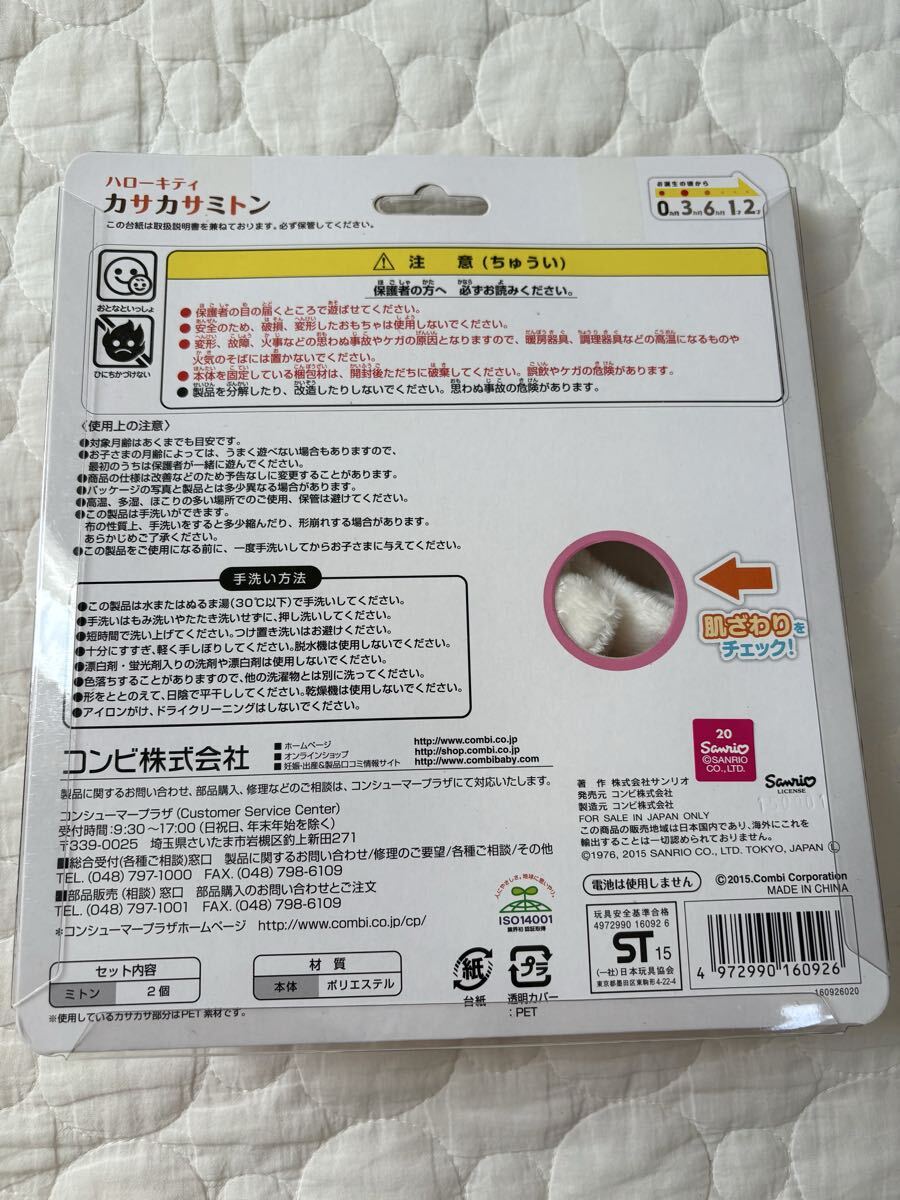 ハローキティ
カサカサミトン
この台紙は取扱説明書を兼ねております。必ず保管してください。
お誕生の頃から
0ヵ月 3ヵ月 6ヵ月 1才 2才
おとなといっしょ
ひにちかづけない
⚠ 注 意 (ちゅうい)
保護者の方へ 必ずお読みください。
●保護者の目の届くところで遊ばせてください。
●安全のため、破損、変形したおもちゃは使用しないでください。
●変形、故障、火事などの思わぬ事故やケガの原因となりますので、暖房器具、調理器具などの高温になるものや
火気のそばには置かないでください。
●本体を固定している梱包材は、開封後ただちに破棄してください。誤飲やケガの危険があります。
●製品を分解したり、改造したりしないでください。思わぬ事故の危険があります。
〈使用上の注意〉
●対象月齢はあくまでも目安です。
●お子さまの月齢によっては、うまく遊べない場合もありますので、
最初のうちは保護者が一緒に遊んでください。
●商品の仕様は改善などのため予告なしに変更することがあります。
●パッケージの写真と製品とは多少異なる場合があります。
●高温、多湿、ほこりの多い場所でのご使用、保管は避けてください。
●この製品は手洗いができます。
布の性質上、手洗いをすると多少縮んだり、形崩れする場合があります。
あらかじめご了承ください。
●この製品をご使用になる前に、一度手洗いしてからお子さまに与えてください。
手洗い方法
●この製品は水またはぬるま湯(30℃以下)で手洗いしてください。
●手洗いはもみ洗いやたたき洗いせずに、押し洗いしてください。
●短時間で洗い上げてください。つけ置き洗いはお避けください。
●十分にすすぎ、軽く手しぼりしてください。脱水機は使用しないでください。
●漂白剤・蛍光剤入りの洗剤や漂白剤は使用しないでください。
●色落ちすることがありますので、他の洗濯物とは別に洗ってください。
●形をととのえて、日陰で平干ししてください。乾燥機は使用しないでください。
●アイロンがけ、ドライクリーニングはしないでください。
肌ざわりを
チェック!
コンビ株式会社
■ホームページ http://www.combi.co.jp
■オンラインショップ http://shop.combi.co.jp
■妊娠・出産&製品口コミ情報サイト http://www.combibaby.com
製品に関するお問い合わせ、部品購入、修理などのご相談は、コンシューマープラザにて対応いたします。
コンシューマープラザ (Customer Service Center)
受付時間:9:30〜17:00 (日祝日、年末年始を除く)
〒339-0025 埼玉県さいたま市岩槻区釣上新田271
■総合受付(各種ご相談)窓口 製品に関するお問い合わせ/修理のご要望/各種ご相談/その他
TEL. (048) 797-1000 FAX. (048) 798-6109
■部品販売(相談)窓口 部品購入のお問い合わせとご注文
TEL. (048) 797-1001 FAX. (048) 798-6109
*コンシューマープラザホームページ http://www.combi.co.jp/cp/
20
Sanrio
©SANRIO
CO., LTD.
Sanrio
LICENSE
著作 株式会社サンリオ
発売元 コンビ株式会社
製造元 コンビ株式会社
FOR SALE IN JAPAN ONLY
この商品の販売地域は日本国内であり、海外にこれを
輸出することは一切認められておりません。
©1976, 2015 SANRIO CO., LTD. TOKYO, JAPAN Ⓛ
電池は使用しません
©2015.Combi Corporation
MADE IN CHINA
人にやさしさ。地球に思いやり。
ISO14001
業界初 認証取得
玩具安全基準合格
4972990 16092 6
ST 15
(一社)日本玩具協会
東京都墨田区東駒形4-22-4
4 972990 160926
160926020
セット内容
ミトン 2個
材 質
本体 ポリエステル
紙
台紙
プラ
透明カバー
:PET
※使用しているカサカサ部分はPET素材です。